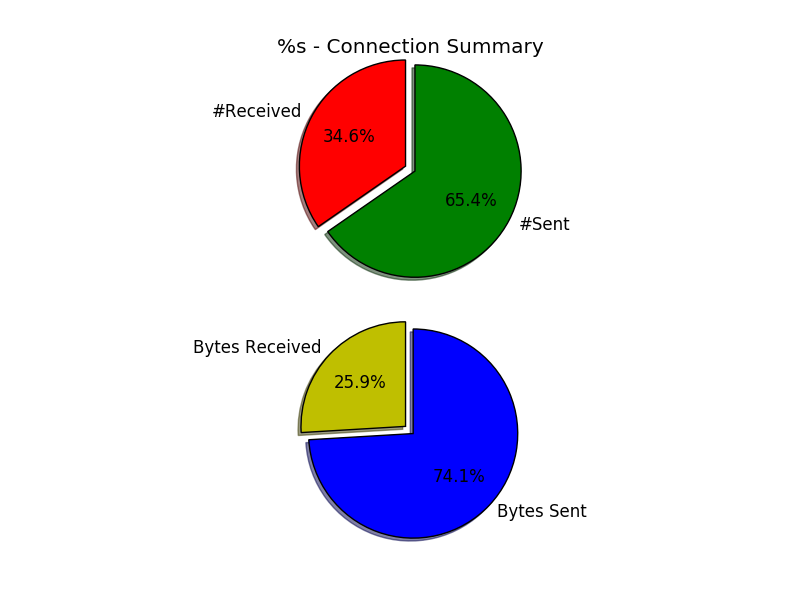 %s - Connection Summary
#Received
34.6%
65.4%
#Sent
Bytes Received
25.9%
74.1%
Bytes Sent